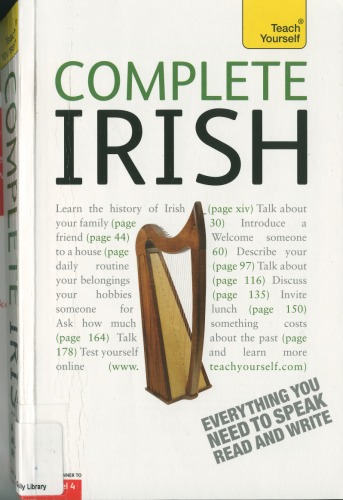 Teach
Yourself
COMPLETE
IRISH
Learn the history of Irish (page xiv) Talk about
your family (page 30) Introduce a
friend (page 44) Welcome someone
to a house (page 60) Describe your
daily routine (page 97) Talk about
your belongings (page 116) Discuss
your hobbies (page 135) Invite
someone for lunch (page 150)
Ask how much something costs
(page 164) Talk about the past (page
178) Test yourself and learn more
online (www. teachyourself.com)
EVERYTHING YOU
NEED TO SPEAK
READ AND WRITE
Teach
COMPLETE IRISH
Library